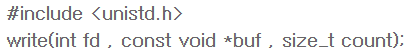 #include <unistd.h>
write(int fd , const void *buf , size_t count);